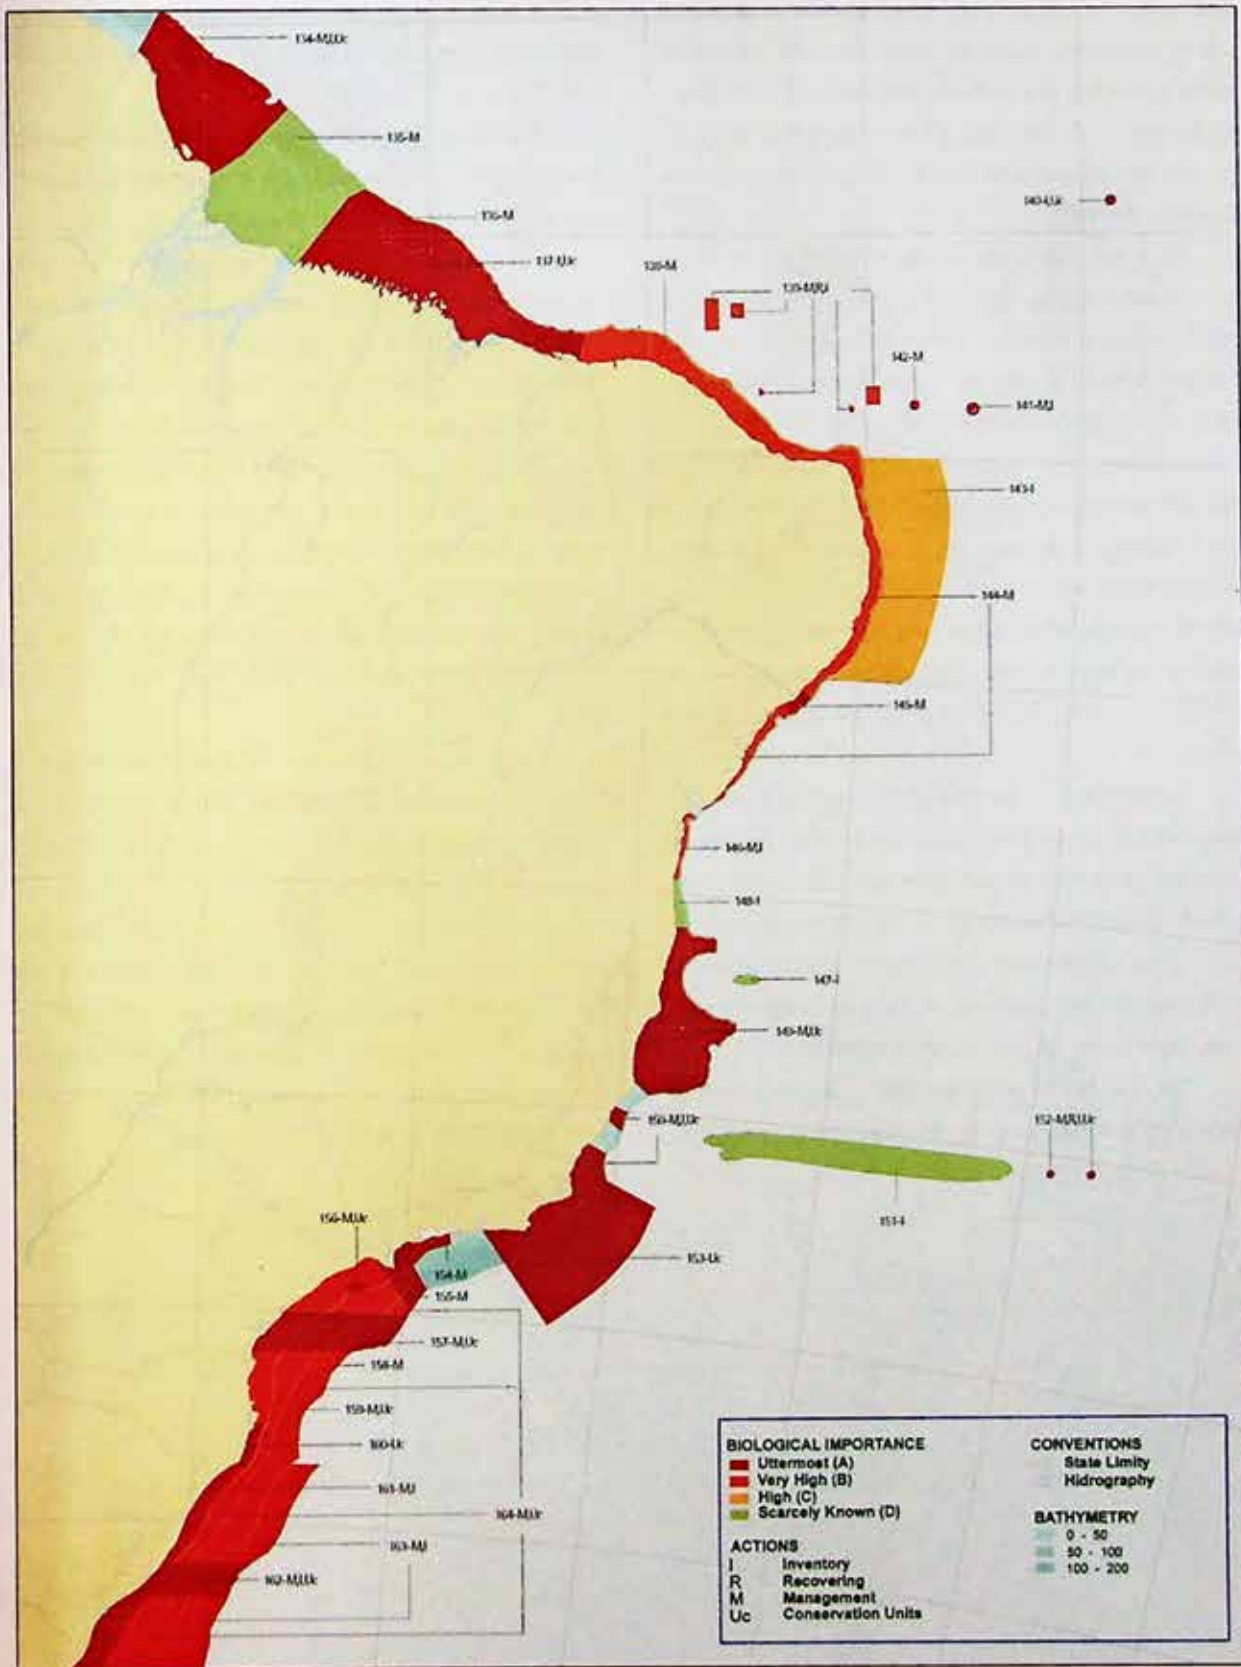 134-M,I,Uc
135-M
136-M
137-I,Uc
138-M
139-M,R,I
140-I,Uc
142-M
141-M,I
143-I
144-M
145-M
146-M,I
148-I
147-I
149-M,Uc
150-M,I,Uc
152-M,R,I,Uc
151-I
156-M,Uc
153-Uc
154-M
155-M
157-M,Uc
158-M
159-M,Uc
160-Uc
161-M,I
164-M,Uc
163-M,I
162-M,I,Uc
BIOLOGICAL IMPORTANCE
Uttermost (A)
Very High (B)
High (C)
Scarcely Known (D)
ACTIONS
I Inventory
R Recovering
M Management
Uc Conservation Units
CONVENTIONS
State Limity
Hidrography
BATHYMETRY
0 - 50
50 - 100
100 - 200